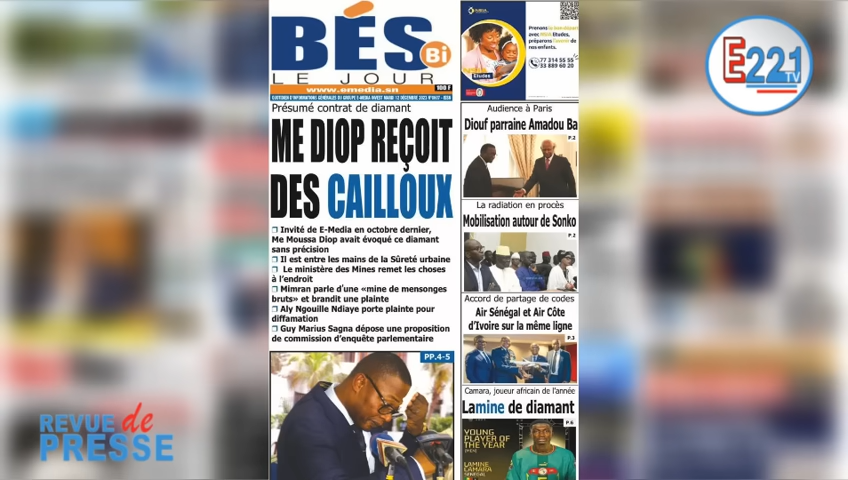 BÉS
Bi
LE JOUR
100 F
www.emedia.sn
Présumé contrat de diamant
ME DIOP REÇOIT
DES CAILLOUX
Invité de E-Media en octobre dernier,
Me Moussa Diop avait évoqué ce diamant
sans précision
Il est entre les mains de la Sûreté urbaine
Le ministère des Mines remet les choses
à l'endroit
Mimran parle d'une «mine de mensonges
bruts» et brandit une plainte
Aly Ngouille Ndiaye porte plainte pour
diffamation
Guy Marius Sagna dépose une proposition
de commission d'enquête parlementaire
PP.4-5
77 314 55 55
33 889 60 20
Audience à Paris
Diouf parraine Amadou Ba
P.2
La radiation en procès
Mobilisation autour de Sonko
P.2
Accord de partage de codes
Air Sénégal et Air Côte
d'Ivoire sur la même ligne
P.3
Camara, joueur africain de l'année
Lamine de diamant
P.6
YOUNG
PLAYER OF
THE YEAR
LAMINE
CAMARA
SENEGAL
E221
TV
REVUE de
PRESSE